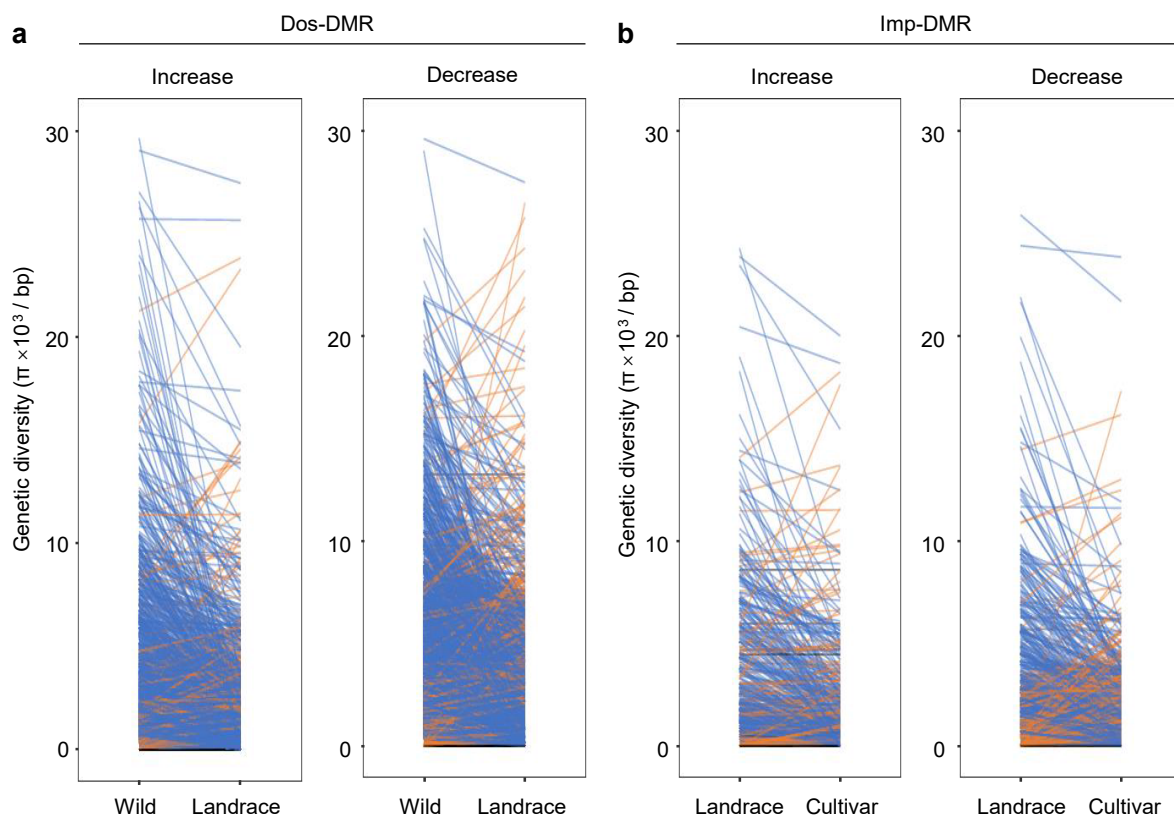 a
Dos-DMR
Increase
Decrease
Genetic diversity (π ×10³ / bp)
30
20
10
0
Wild
Landrace
30
20
10
0
Wild
Landrace
b
Imp-DMR
Increase
Decrease
Genetic diversity (π ×10³ / bp)
30
20
10
0
Landrace
Cultivar
30
20
10
0
Landrace
Cultivar